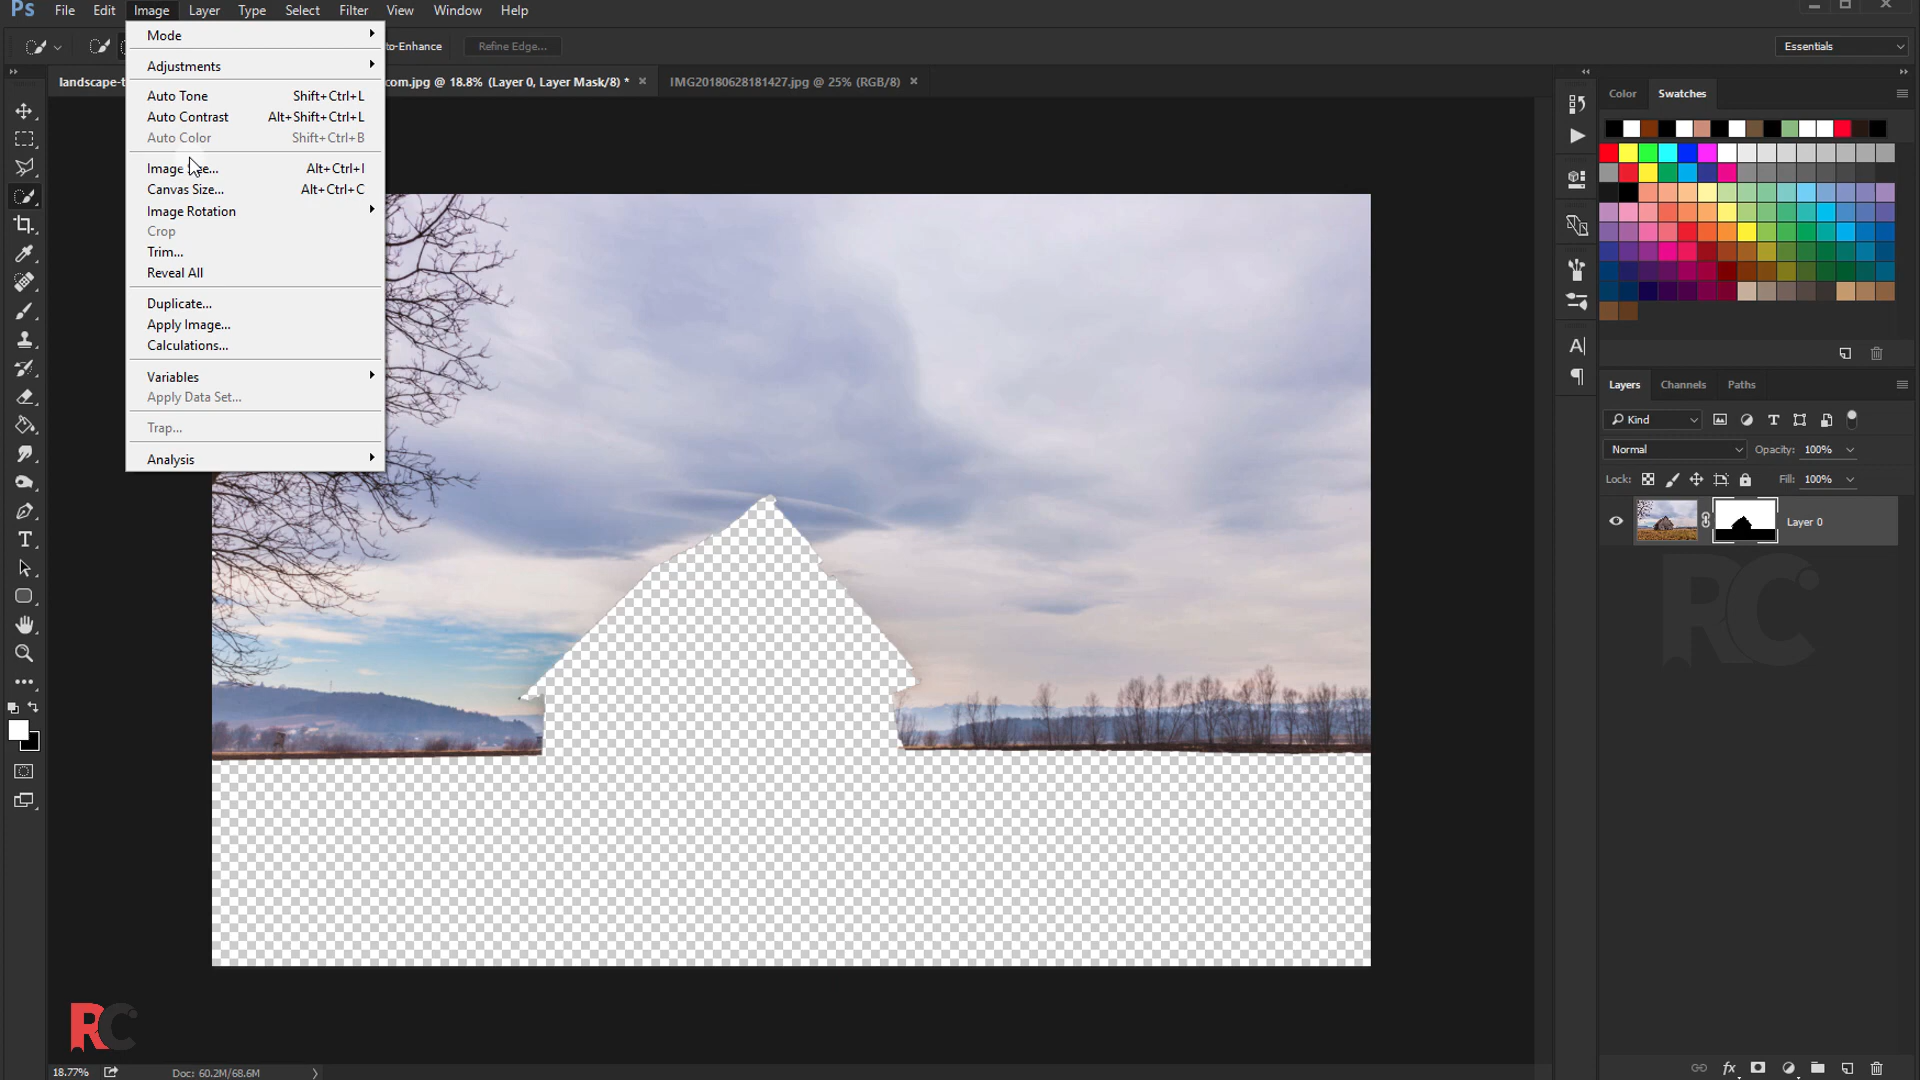 Ps File Edit Image Layer Type Select Filter View Window Help
Mode
to-Enhance Refine Edge... Essentials
Adjustments
landscape-t com.jpg @ 18.8% (Layer 0, Layer Mask/8) * IMG20180628181427.jpg @ 25% (RGB/8)
Auto Tone Shift+Ctrl+L
Auto Contrast Alt+Shift+Ctrl+L
Auto Color Shift+Ctrl+B
Image Alt+Ctrl+I
Canvas Size... Alt+Ctrl+C
Image Rotation
Crop
Trim...
Reveal All
Duplicate...
Apply Image...
Calculations...
Variables
Apply Data Set...
Trap...
Analysis
Color Swatches
Layers Channels Paths
Kind
Normal Opacity: 100%
Lock: Fill: 100%
Layer 0
RC
RC
18.77% Doc: 60.2M/68.6M